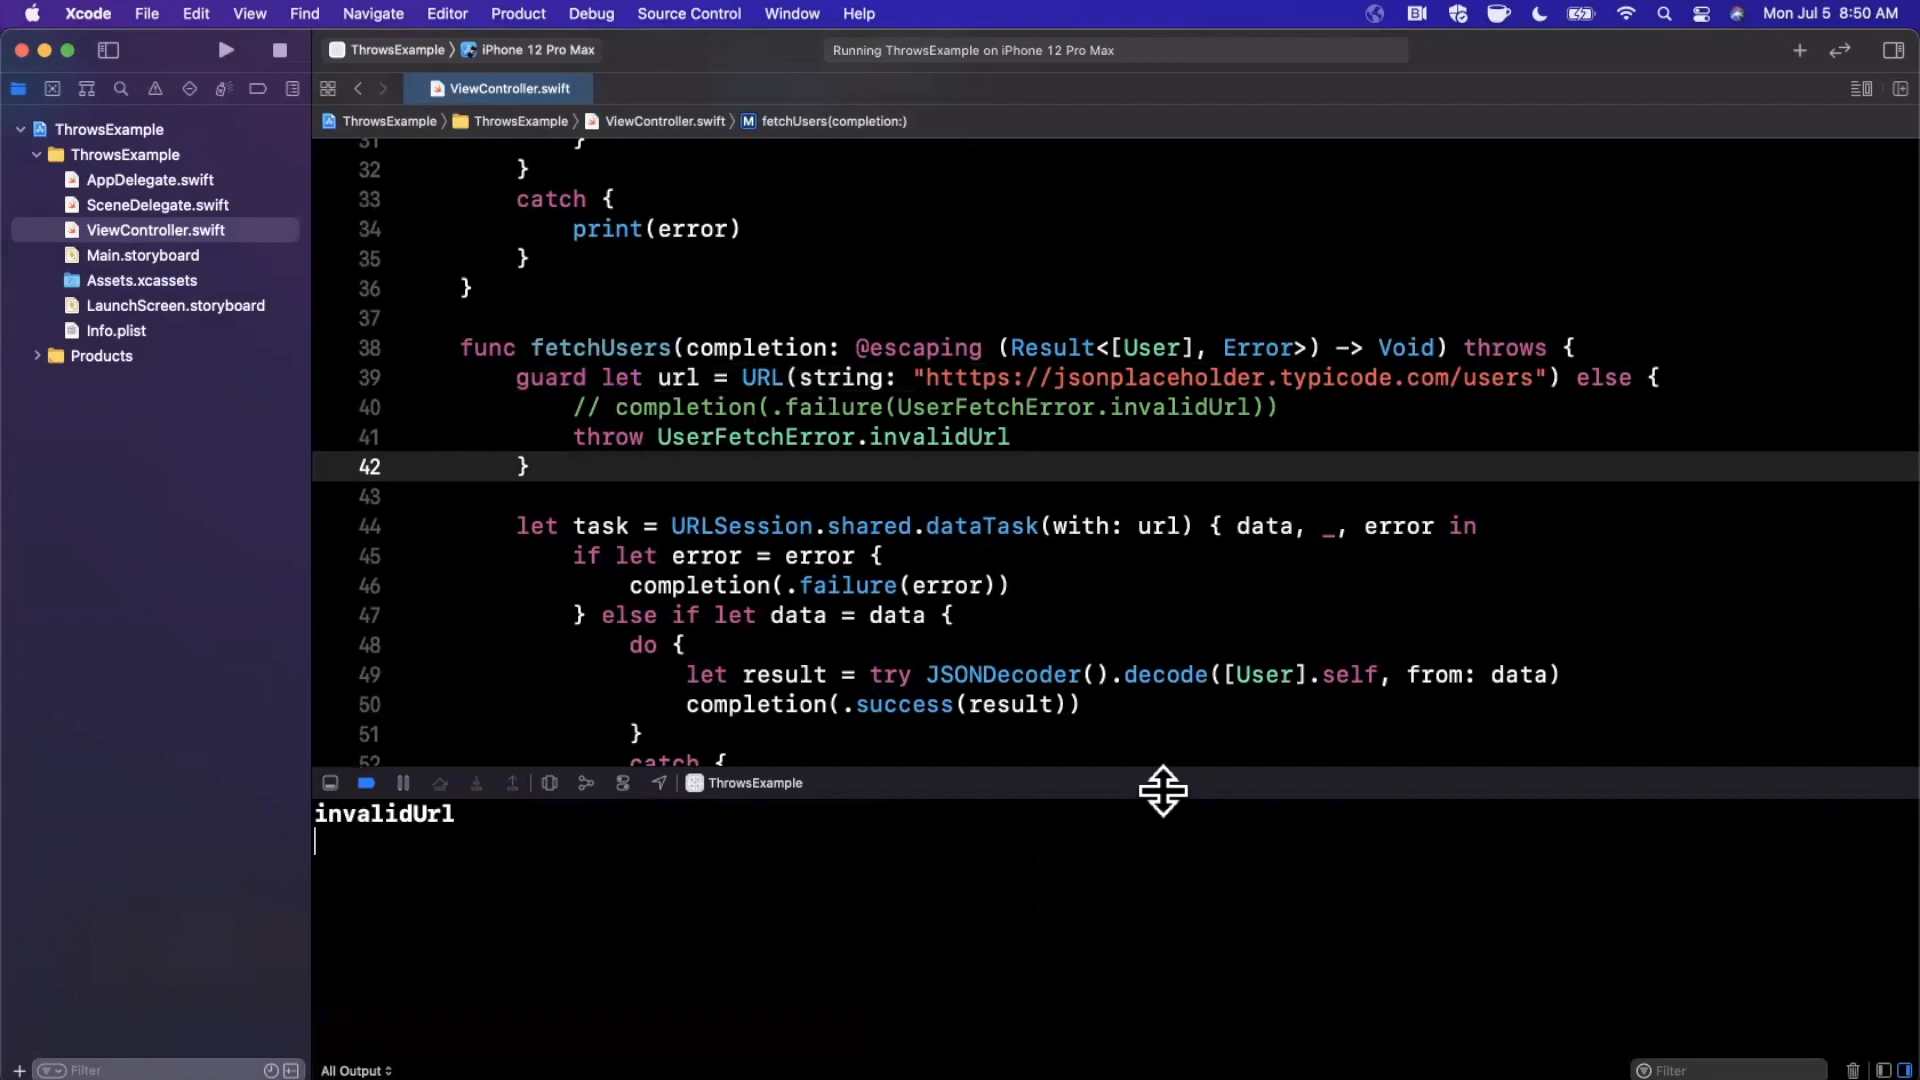 Xcode File Edit View Find Navigate Editor Product Debug Source Control Window Help Mon Jul 5 8:50 AM
ThrowsExample 〉 iPhone 12 Pro Max
Running ThrowsExample on iPhone 12 Pro Max
ViewController.swift
ThrowsExample 〉 ThrowsExample 〉 ViewController.swift 〉 M fetchUsers(completion:)
ThrowsExample
ThrowsExample
AppDelegate.swift
SceneDelegate.swift
ViewController.swift
Main.storyboard
Assets.xcassets
LaunchScreen.storyboard
Info.plist
Products
31 }
32 }
33 catch {
34 print(error)
35 }
36 }
37
38 func fetchUsers(completion: @escaping (Result<[User], Error>) -> Void) throws {
39 guard let url = URL(string: "htttps://jsonplaceholder.typicode.com/users") else {
40 // completion(.failure(UserFetchError.invalidUrl))
41 throw UserFetchError.invalidUrl
42 }
43
44 let task = URLSession.shared.dataTask(with: url) { data, _, error in
45 if let error = error {
46 completion(.failure(error))
47 } else if let data = data {
48 do {
49 let result = try JSONDecoder().decode([User].self, from: data)
50 completion(.success(result))
51 }
52 catch {
ThrowsExample
invalidUrl
Filter
All Output
Filter